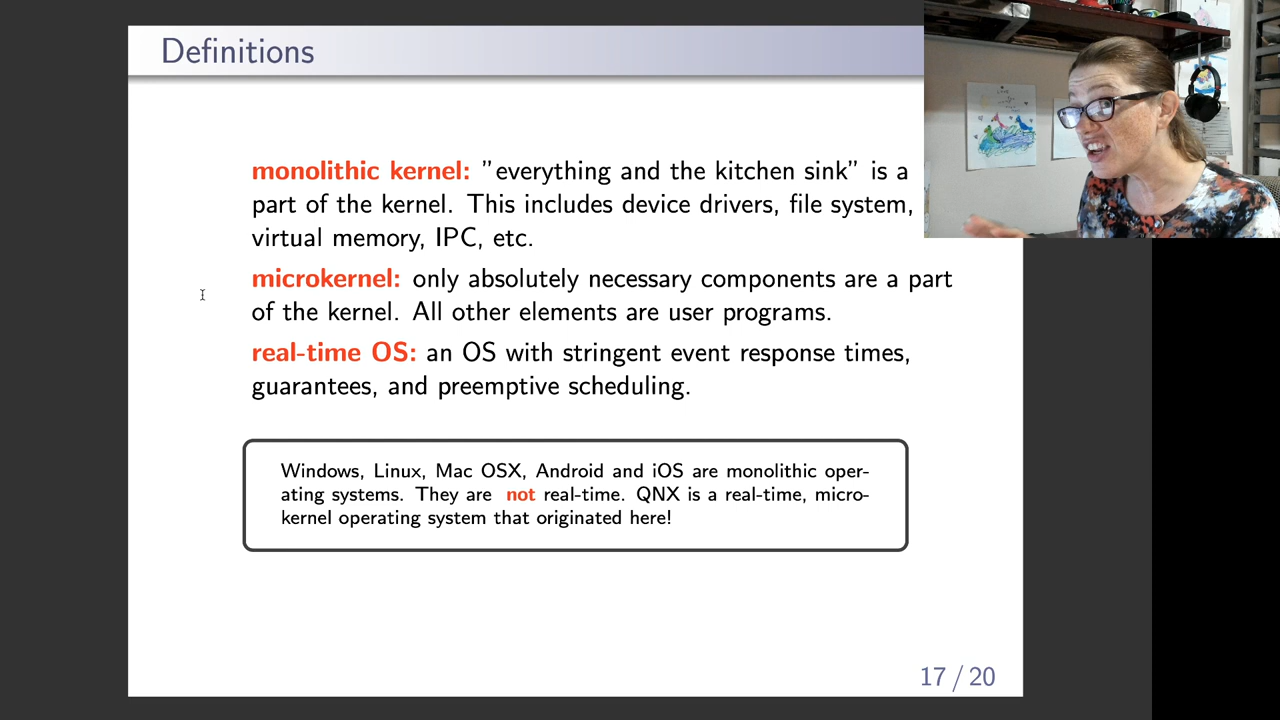 Definitions
monolithic kernel: "everything and the kitchen sink" is a
part of the kernel. This includes device drivers, file system,
virtual memory, IPC, etc.
microkernel: only absolutely necessary components are a part
of the kernel. All other elements are user programs.
real-time OS: an OS with stringent event response times,
guarantees, and preemptive scheduling.
Windows, Linux, Mac OSX, Android and iOS are monolithic oper-
ating systems. They are not real-time. QNX is a real-time, micro-
kernel operating system that originated here!
17 / 20